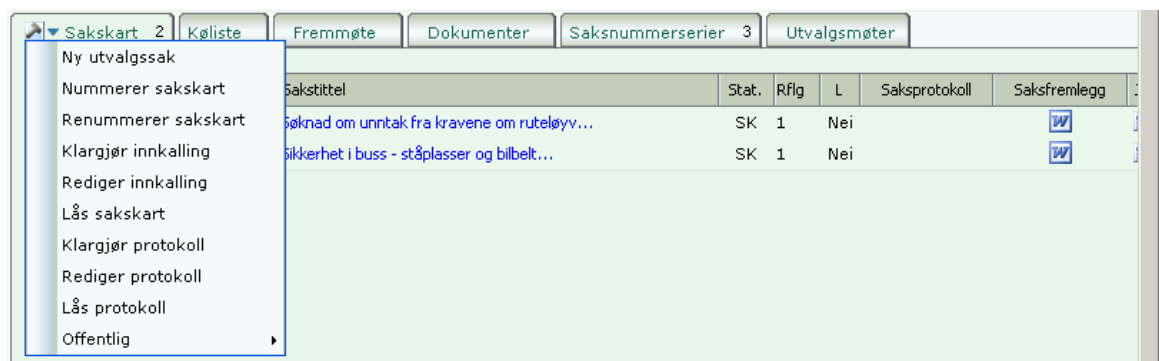 Sakskart 2 Køliste Fremmøte Dokumenter Saksnummerserier 3 Utvalgsmøter
Ny utvalgssak
Nummerer sakskart
Renummerer sakskart
Klargjør innkalling
Rediger innkalling
Lås sakskart
Klargjør protokoll
Rediger protokoll
Lås protokoll
Offentlig
Sakstittel Stat. Rflg L Saksprotokoll Saksfremlegg
Søknad om unntak fra kravene om ruteløyv... SK 1 Nei
Sikkerhet i buss - ståplasser og bilbelt... SK 1 Nei